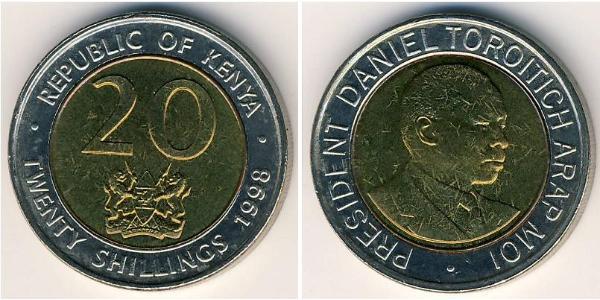 REPUBLIC OF KENYA
20
TWENTY SHILLINGS 1998
PRESIDENT DANIEL TOROITICH ARAP MOI